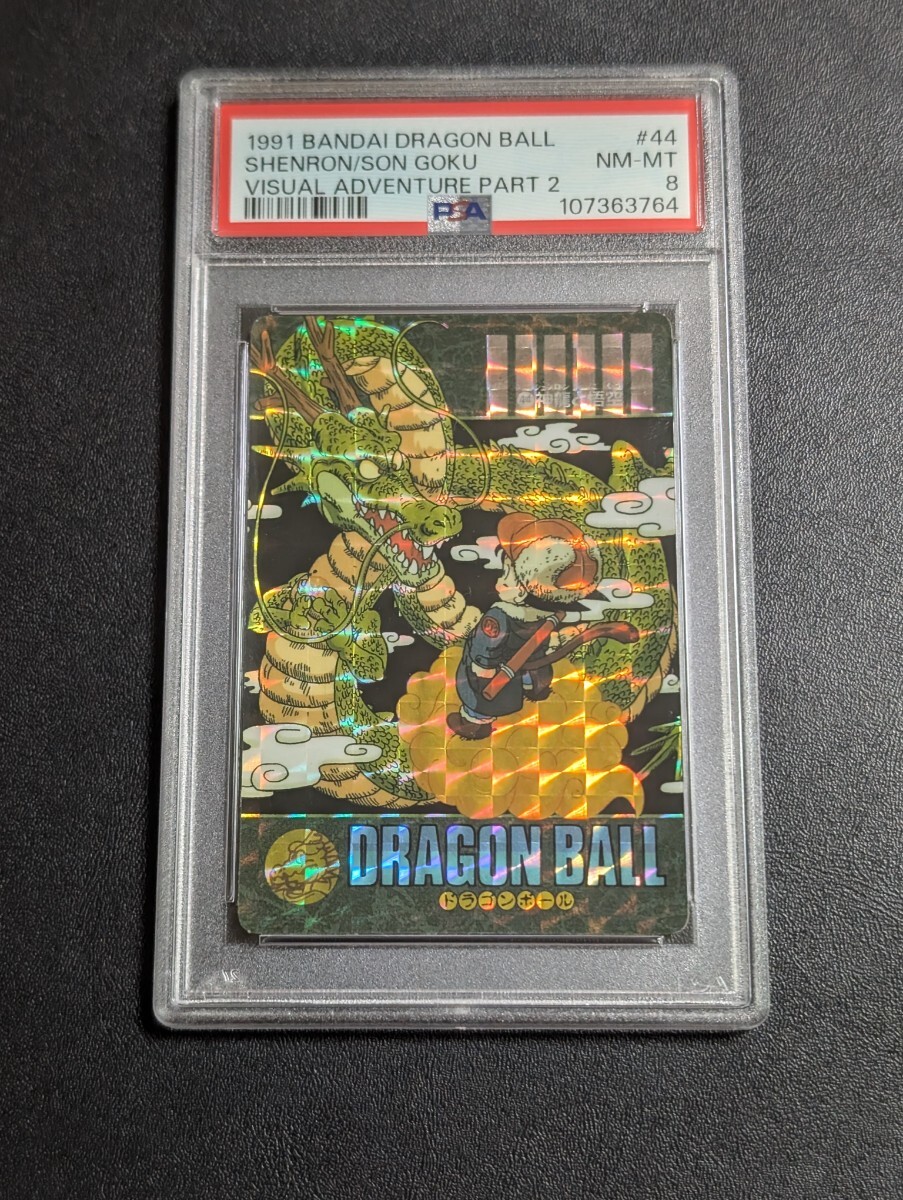 1991 BANDAI DRAGON BALL #44
SHENRON/SON GOKU NM-MT
VISUAL ADVENTURE PART 2 8
PSA 107363764
DRAGON BALL
ドラゴンボール